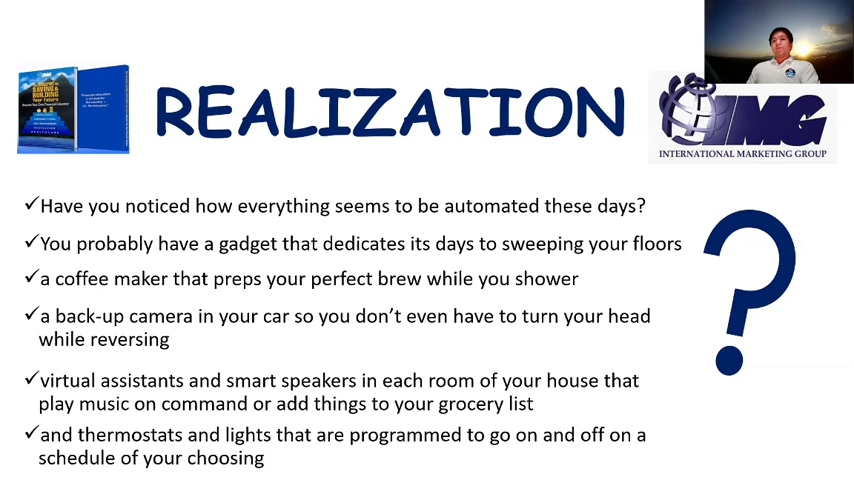 REALIZATION
IMG
SAVING &
BUILDING
Your Future
IMG
INTERNATIONAL MARKETING GROUP
✓Have you noticed how everything seems to be automated these days?
✓You probably have a gadget that dedicates its days to sweeping your floors
✓a coffee maker that preps your perfect brew while you shower
✓a back-up camera in your car so you don’t even have to turn your head
while reversing
✓virtual assistants and smart speakers in each room of your house that
play music on command or add things to your grocery list
✓and thermostats and lights that are programmed to go on and off on a
schedule of your choosing
?